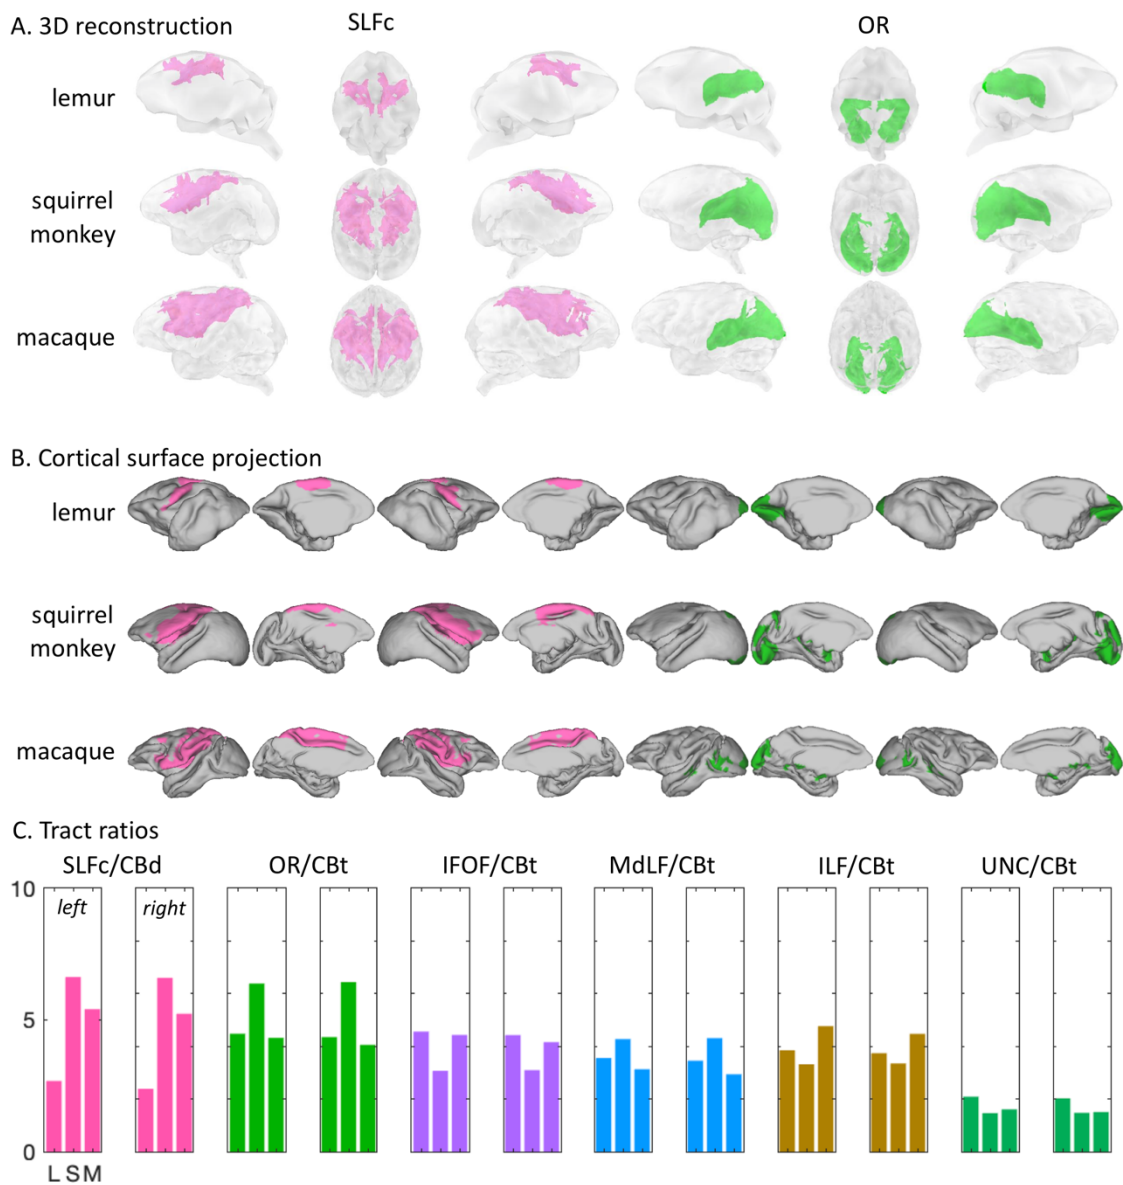 A. 3D reconstruction
SLFc
OR
lemur
squirrel
monkey
macaque
B. Cortical surface projection
lemur
squirrel
monkey
macaque
C. Tract ratios
SLFc/CBd
OR/CBt
IFOF/CBt
MdLF/CBt
ILF/CBt
UNC/CBt
10
left
right
5
0
L S M